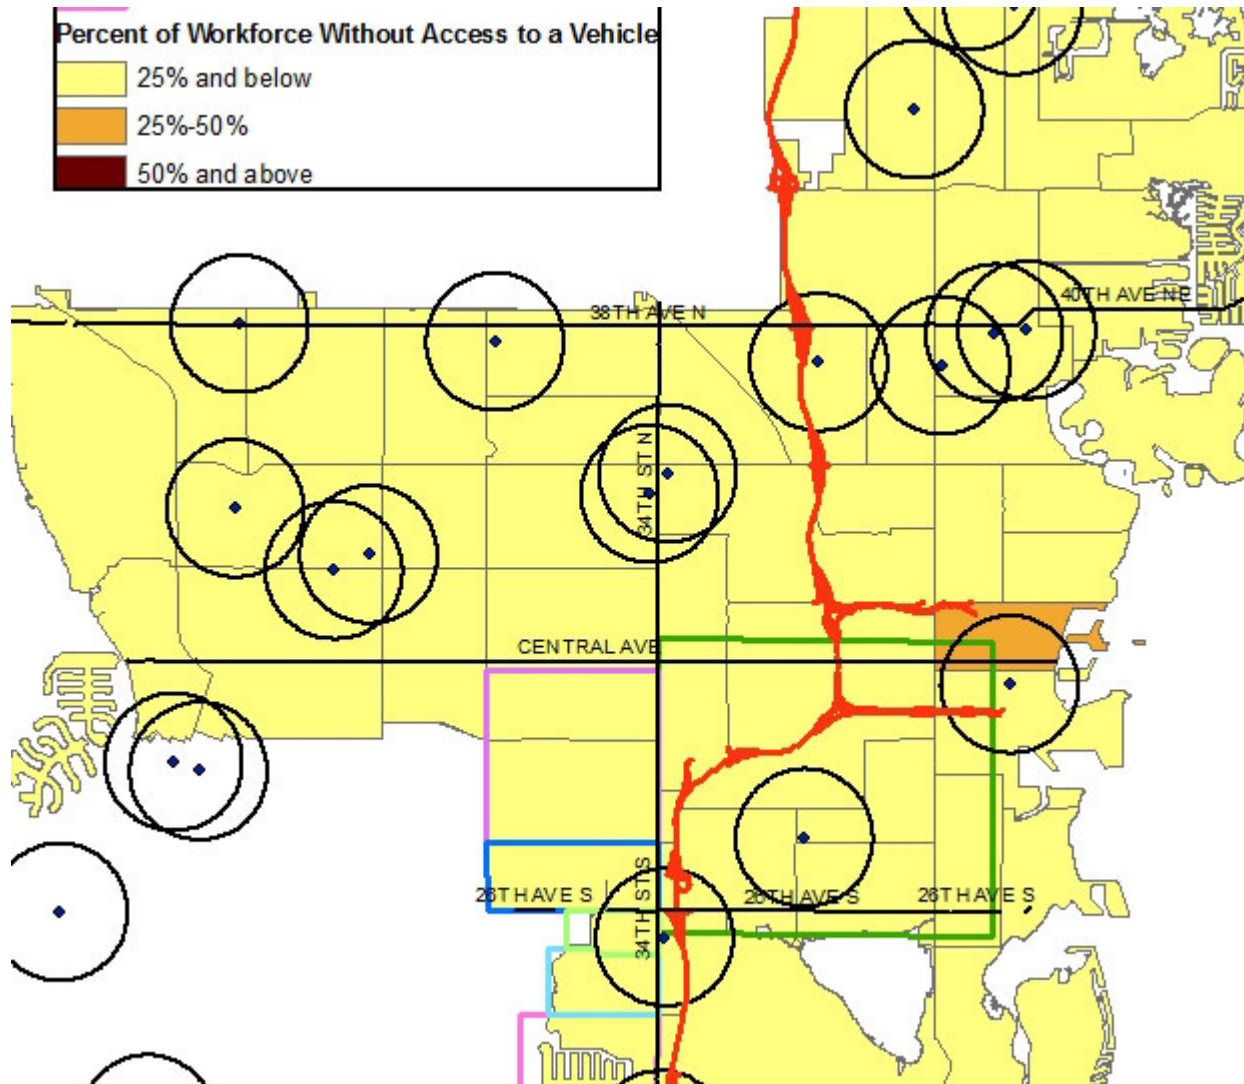 Percent of Workforce Without Access to a Vehicle
25% and below
25%-50%
50% and above
40TH AVE NE
38TH AVE N
34TH ST N
CENTRAL AVE
34TH ST S
26TH AVE S
26TH AVE S
26TH AVE S